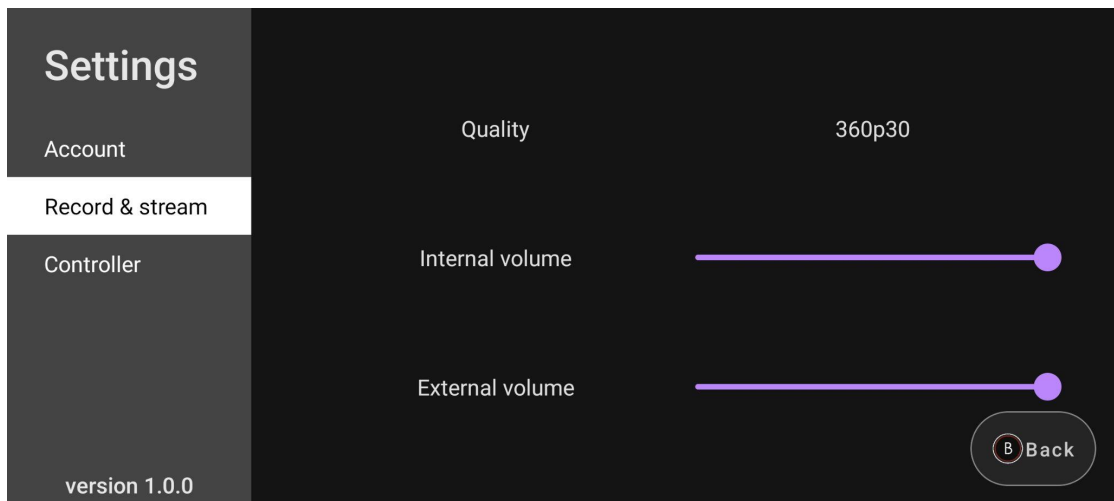 Settings
Account
Record & stream
Controller
version 1.0.0
Quality 360p30
Internal volume
External volume
B Back